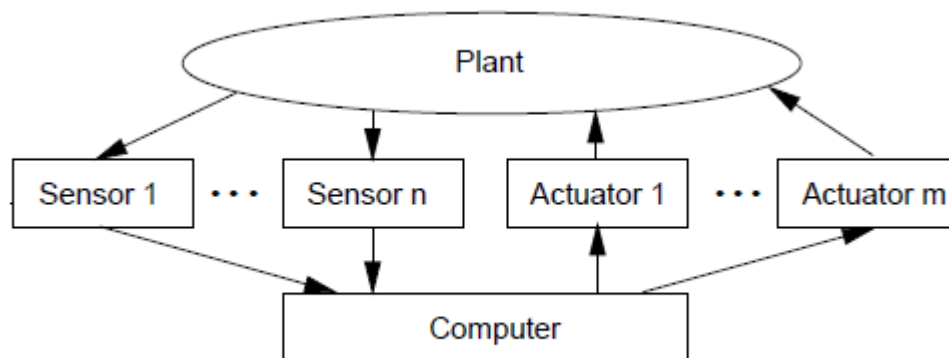 Plant
Sensor 1 ••• Sensor n Actuator 1 ••• Actuator m
Computer